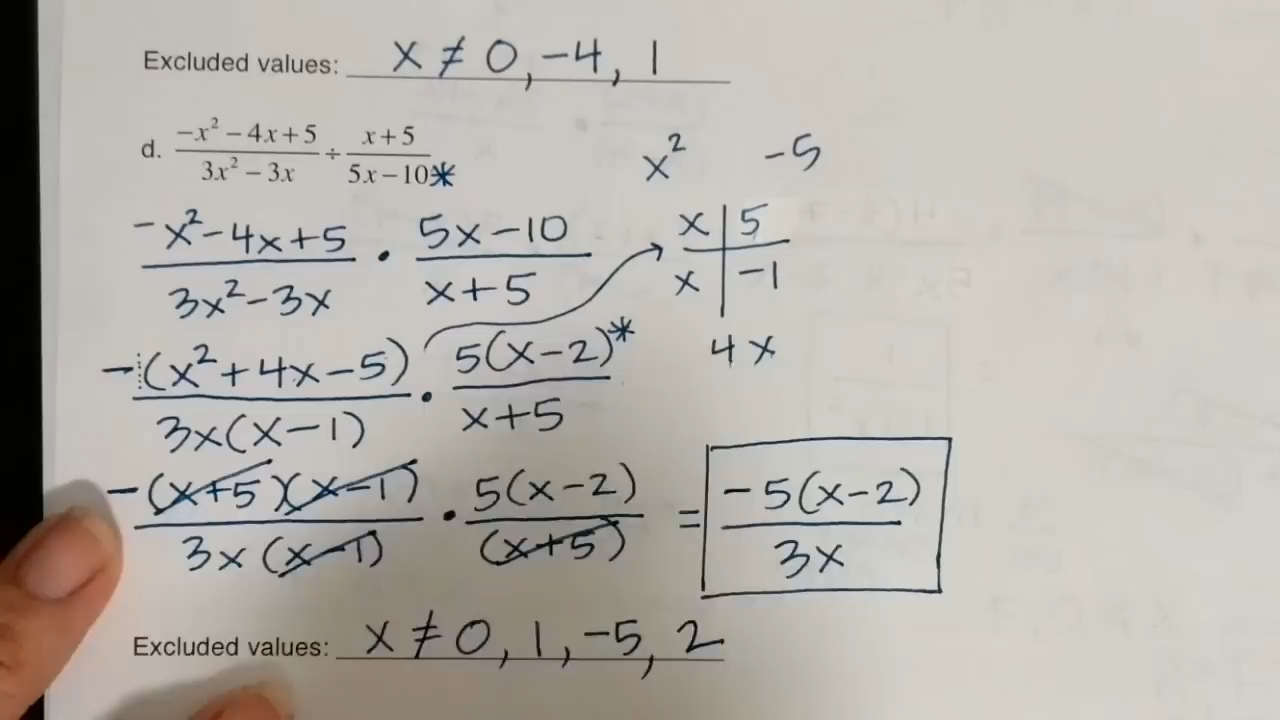 Excluded values: x ≠ 0, -4, 1
d. (-x² - 4x + 5)/(3x² - 3x) ÷ (x + 5)/(5x - 10)*
x² -5
(-x² - 4x + 5)/(3x² - 3x) · (5x - 10)/(x + 5)
x | 5
x | -1
4x
-(x² + 4x - 5)/(3x(x - 1)) · 5(x - 2)*/(x + 5)
-(x+5)(x-1)/(3x(x-1)) · 5(x-2)/((x+5)) = -5(x-2)/(3x)
Excluded values: x ≠ 0, 1, -5, 2